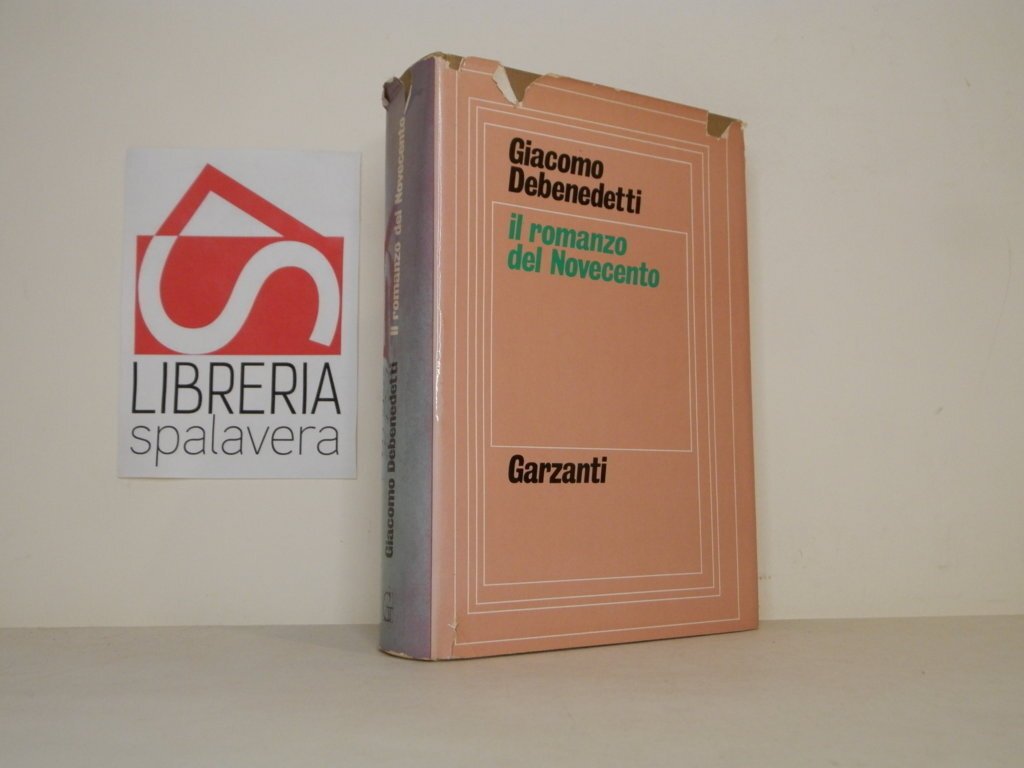 LIBRERIA
spalavera
Giacomo Debenedetti il romanzo del Novecento
Giacomo
Debenedetti
il romanzo
del Novecento
Garzanti